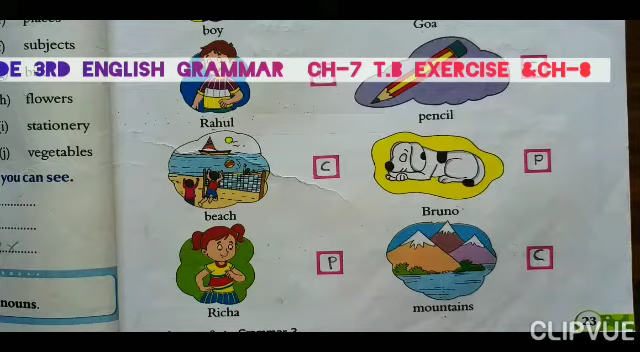 boy
Goa
subjects
DE 3RD ENGLISH GRAMMAR CH-7 T.B EXERCISE &CH-8
h) flowers
Rahul
pencil
(i) stationery
(j) vegetables
you can see.
C
P
beach
Bruno
P
C
nouns.
Richa
mountains
23
CLIPVUE